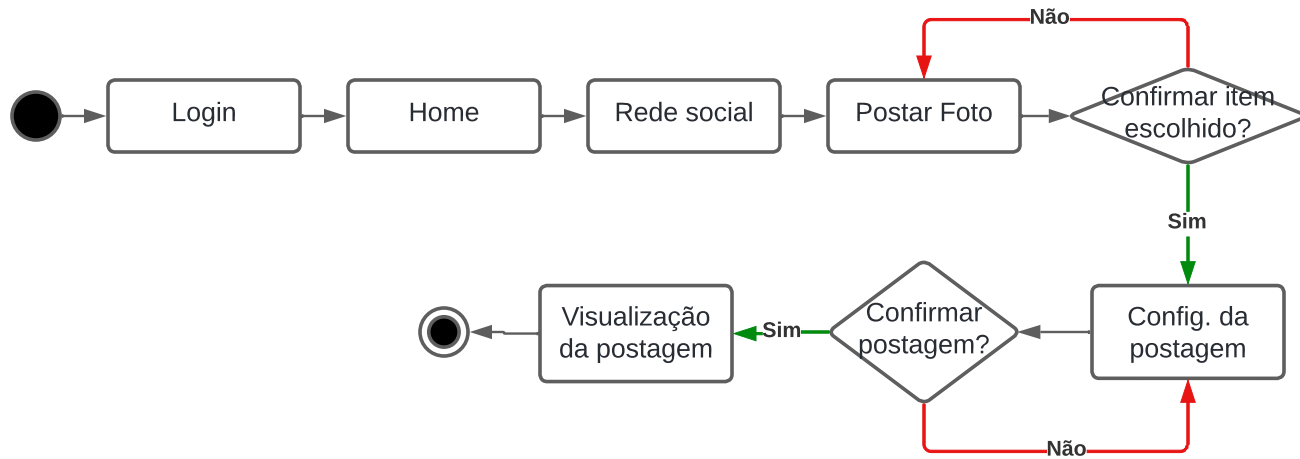 Não
Login
Home
Rede social
Postar Foto
Confirmar item
escolhido?
Sim
Visualização
da postagem
Sim
Confirmar
postagem?
Config. da
postagem
Não